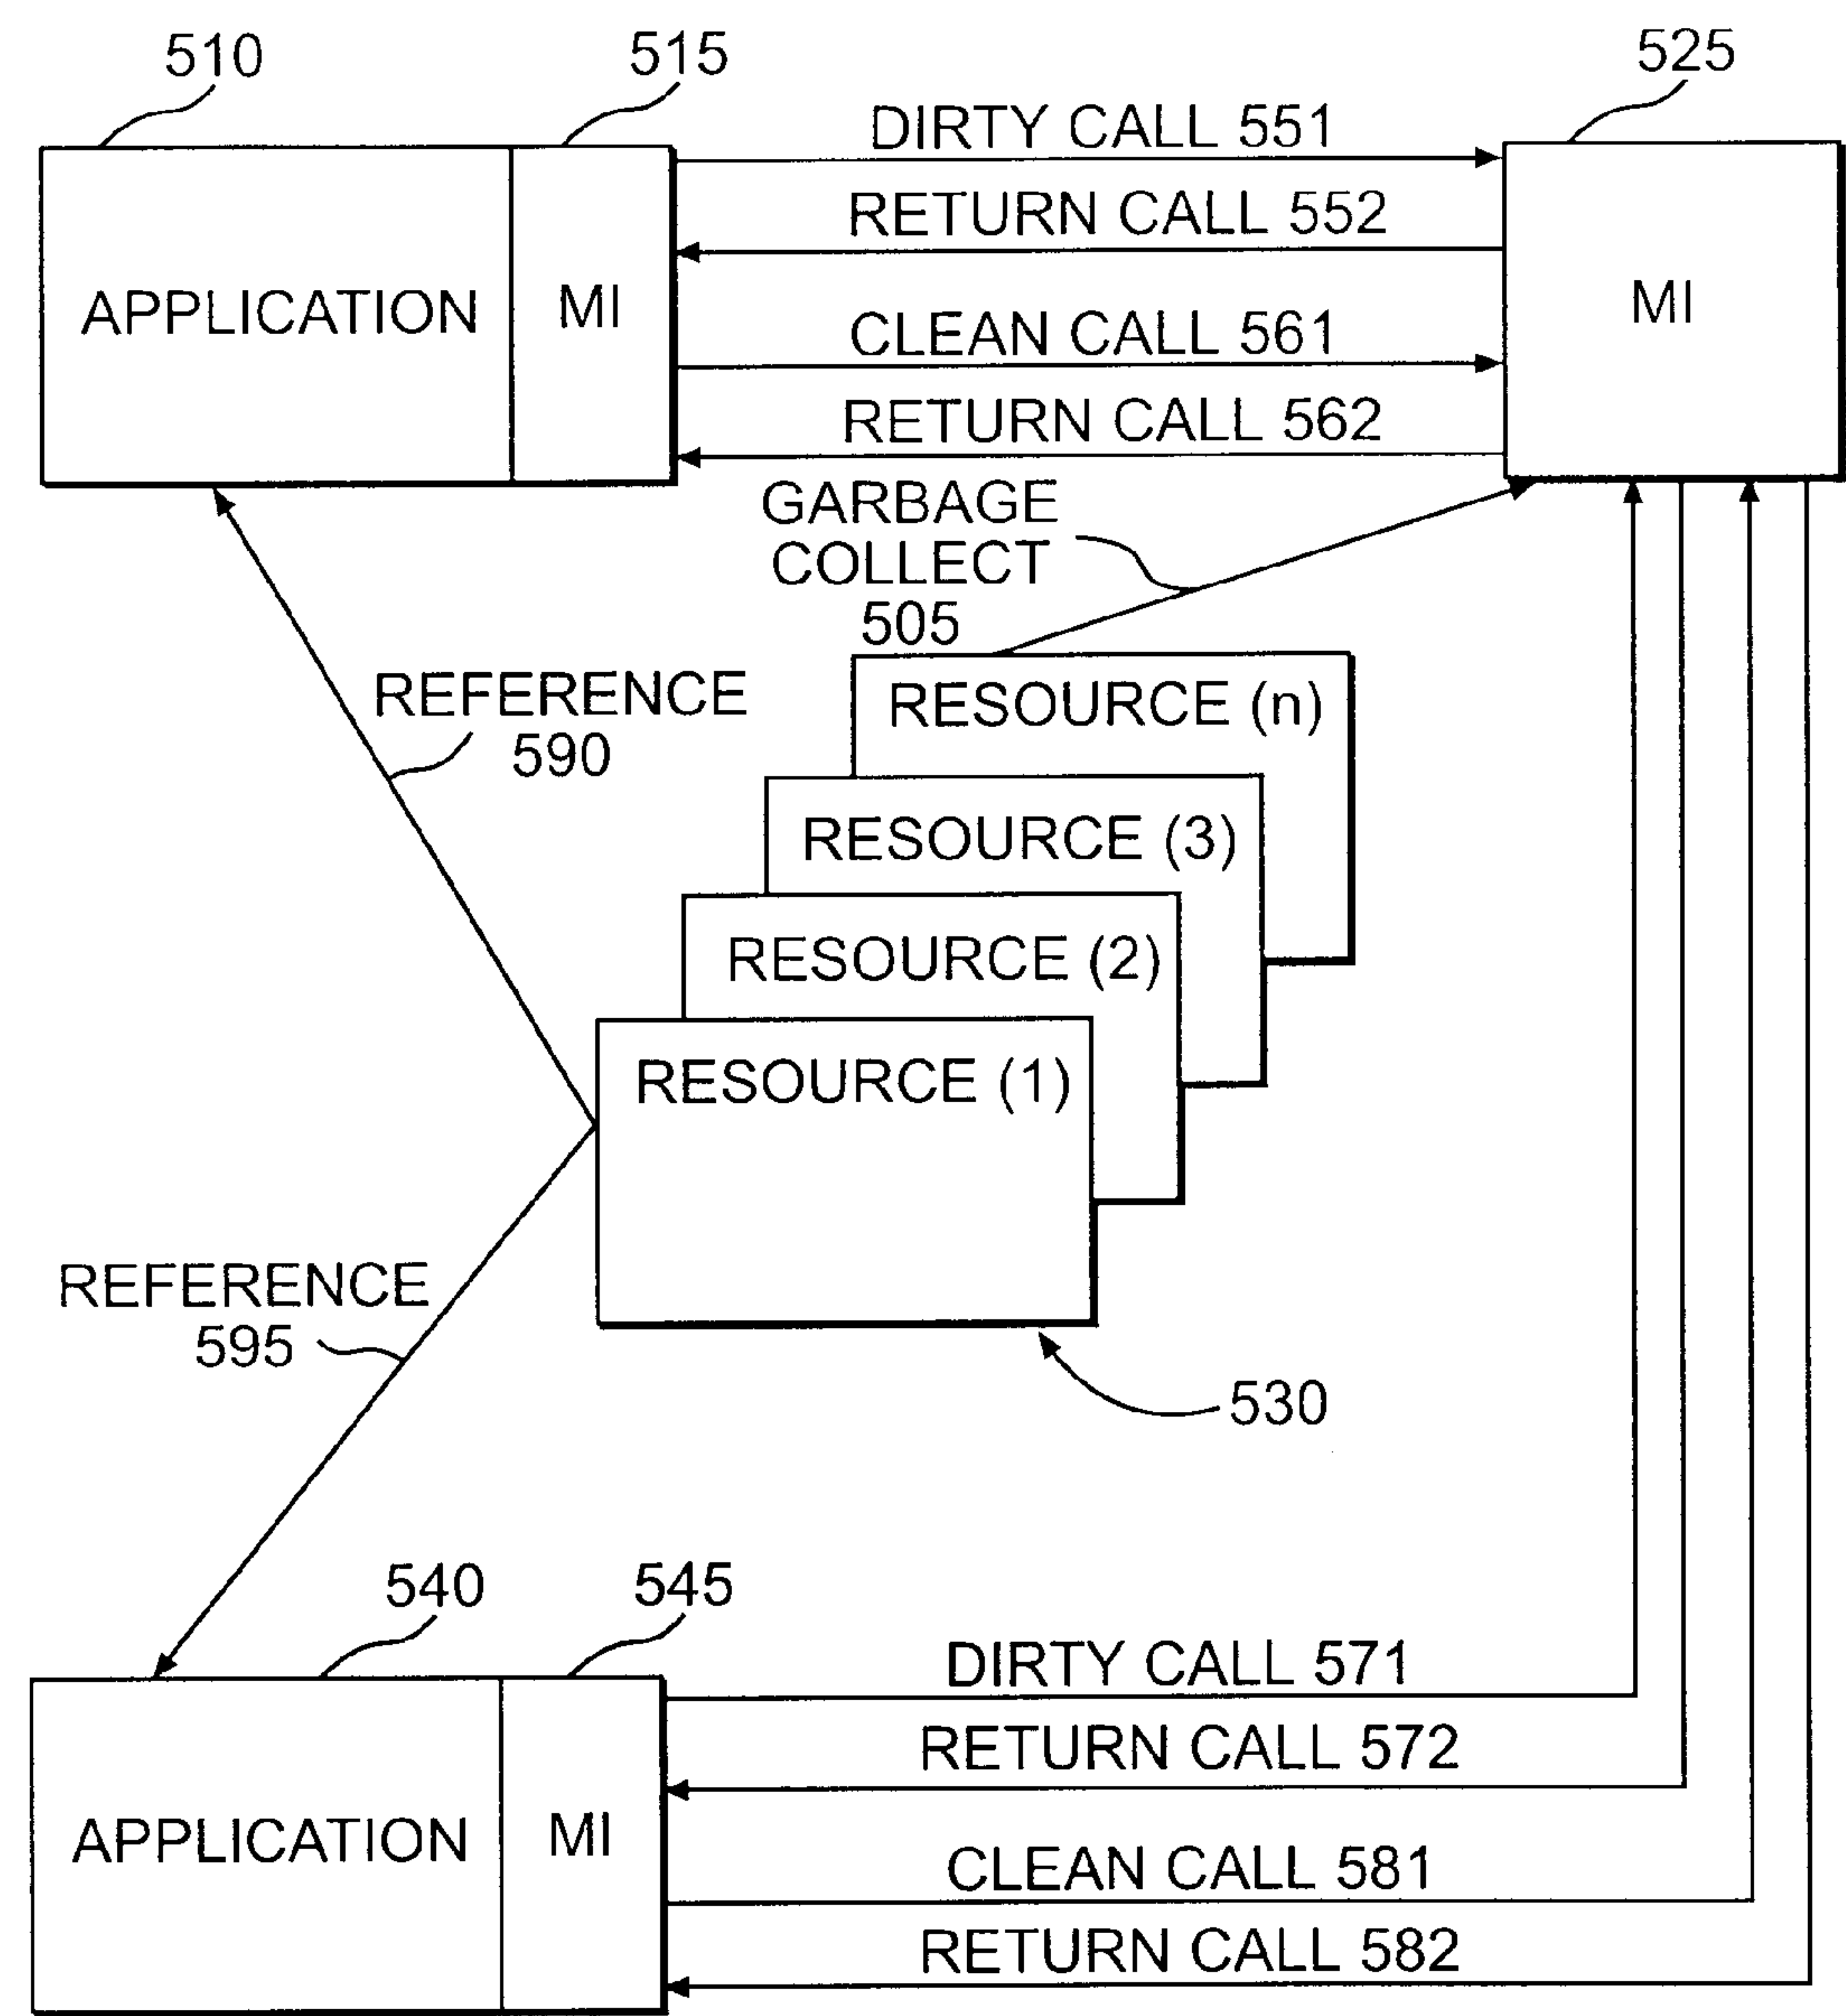 510
515
525
DIRTY CALL 551
RETURN CALL 552
APPLICATION
MI
MI
CLEAN CALL 561
RETURN CALL 562
GARBAGE
COLLECT
505
REFERENCE
590
RESOURCE (n)
RESOURCE (3)
RESOURCE (2)
RESOURCE (1)
REFERENCE
595
530
540
545
DIRTY CALL 571
RETURN CALL 572
APPLICATION
MI
CLEAN CALL 581
RETURN CALL 582